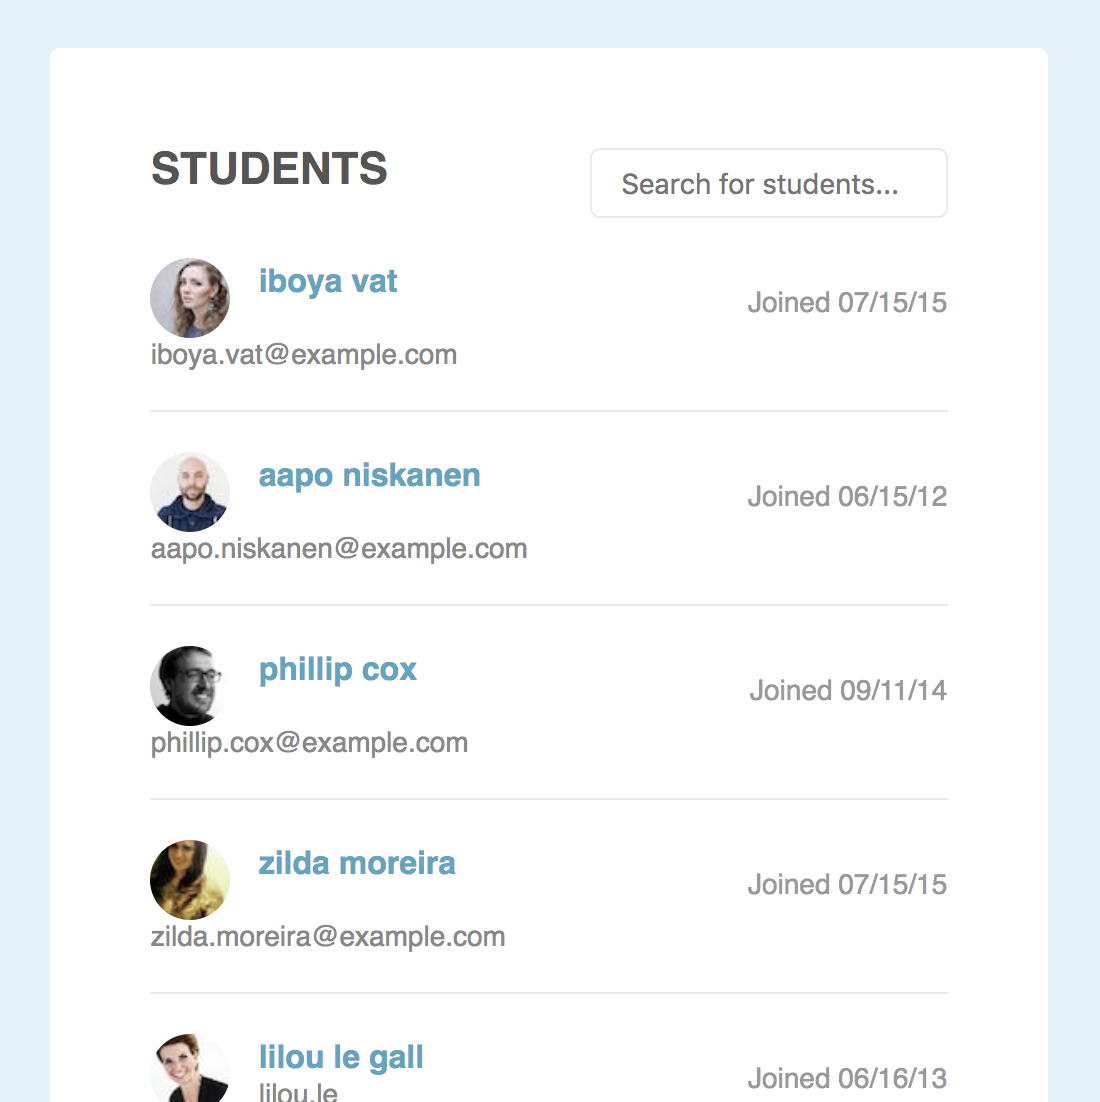 STUDENTS
Search for students...
iboya vat
Joined 07/15/15
iboya.vat@example.com
aapo niskanen
Joined 06/15/12
aapo.niskanen@example.com
phillip cox
Joined 09/11/14
phillip.cox@example.com
zilda moreira
Joined 07/15/15
zilda.moreira@example.com
lilou le gall
Joined 06/16/13
lilou.le